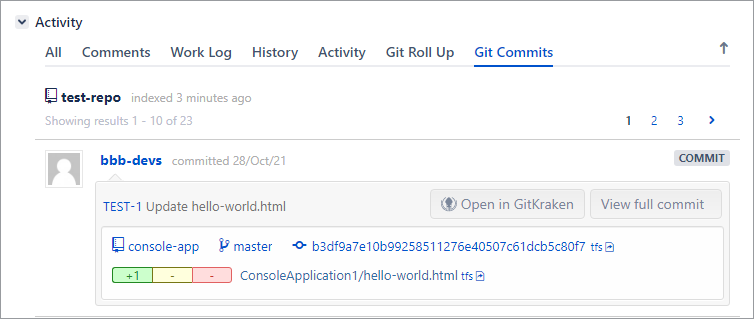 Activity
All Comments Work Log History Activity Git Roll Up Git Commits
test-repo indexed 3 minutes ago
Showing results 1 - 10 of 23 1 2 3
bbb-devs committed 28/Oct/21 COMMIT
TEST-1 Update hello-world.html Open in GitKraken View full commit
console-app master b3df9a7e10b99258511276e40507c61dcb5c80f7 tfs
+1 - - ConsoleApplication1/hello-world.html tfs